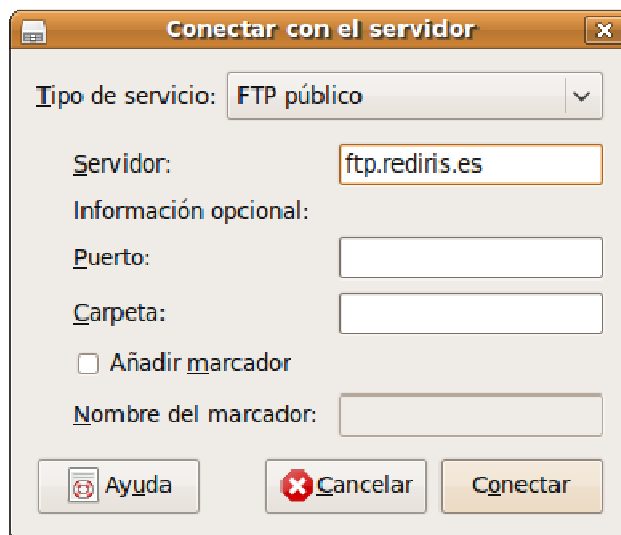 Conectar con el servidor
Tipo de servicio: FTP público
Servidor: ftp.rediris.es
Información opcional:
Puerto:
Carpeta:
Añadir marcador
Nombre del marcador:
Ayuda Cancelar Conectar